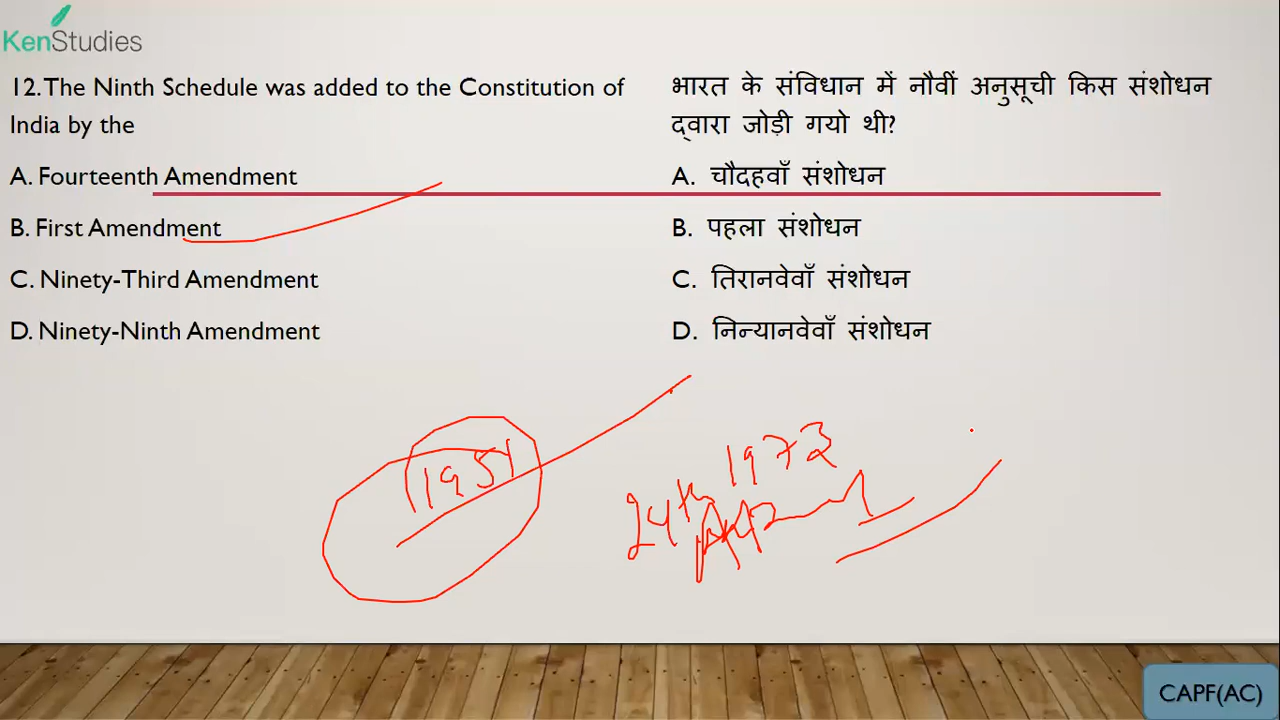 KenStudies
12. The Ninth Schedule was added to the Constitution of
India by the
A. Fourteenth Amendment
B. First Amendment
C. Ninety-Third Amendment
D. Ninety-Ninth Amendment
भारत के संविधान में नौवीं अनुसूची किस संशोधन
द्वारा जोड़ी गयो थी?
A. चौदहवाँ संशोधन
B. पहला संशोधन
C. तिरानवेवाँ संशोधन
D. निन्यानवेवाँ संशोधन
1951
1973
24th
CAPF(AC)